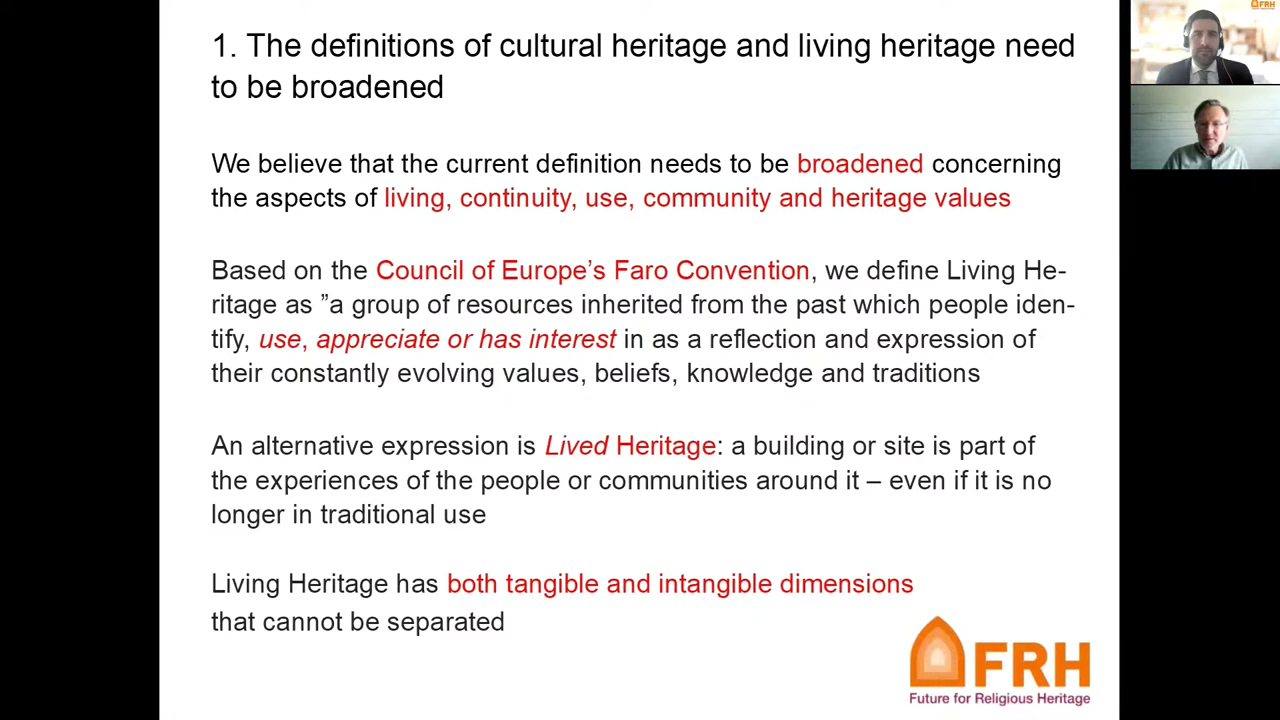 1. The definitions of cultural heritage and living heritage need
to be broadened
We believe that the current definition needs to be broadened concerning
the aspects of living, continuity, use, community and heritage values
Based on the Council of Europe’s Faro Convention, we define Living He-
ritage as ”a group of resources inherited from the past which people iden-
tify, use, appreciate or has interest in as a reflection and expression of
their constantly evolving values, beliefs, knowledge and traditions
An alternative expression is Lived Heritage: a building or site is part of
the experiences of the people or communities around it – even if it is no
longer in traditional use
Living Heritage has both tangible and intangible dimensions
that cannot be separated
FRH
Future for Religious Heritage
FRH